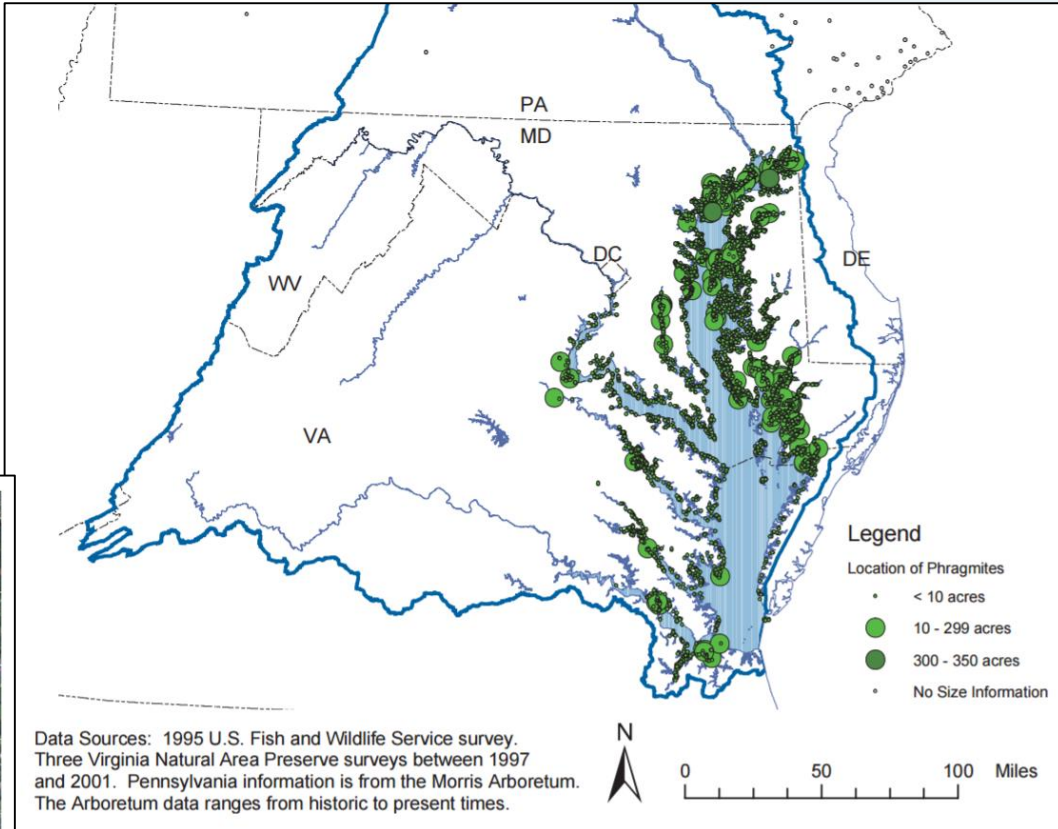 PA
MD
DC
DE
WV
VA
Legend
Location of Phragmites
< 10 acres
10 - 299 acres
300 - 350 acres
No Size Information
Data Sources: 1995 U.S. Fish and Wildlife Service survey.
Three Virginia Natural Area Preserve surveys between 1997
and 2001. Pennsylvania information is from the Morris Arboretum.
The Arboretum data ranges from historic to present times.
N
0 50 100 Miles